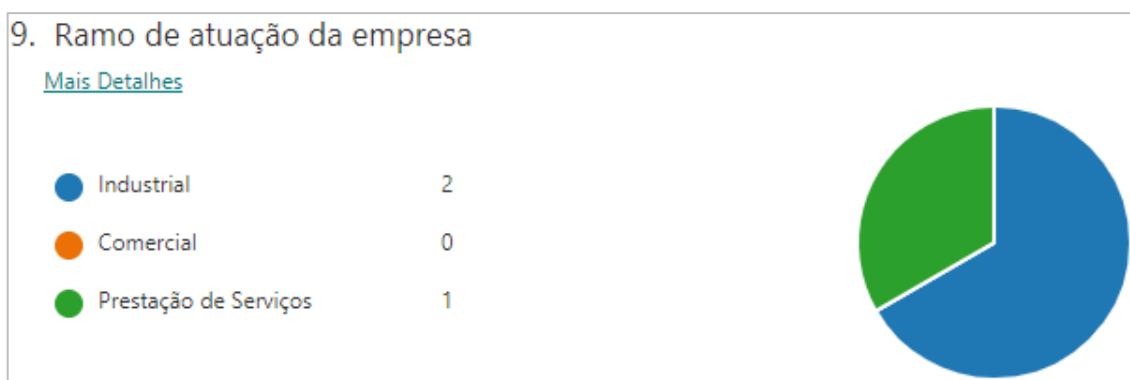 9. Ramo de atuação da empresa
Mais Detalhes
Industrial 2
Comercial 0
Prestação de Serviços 1